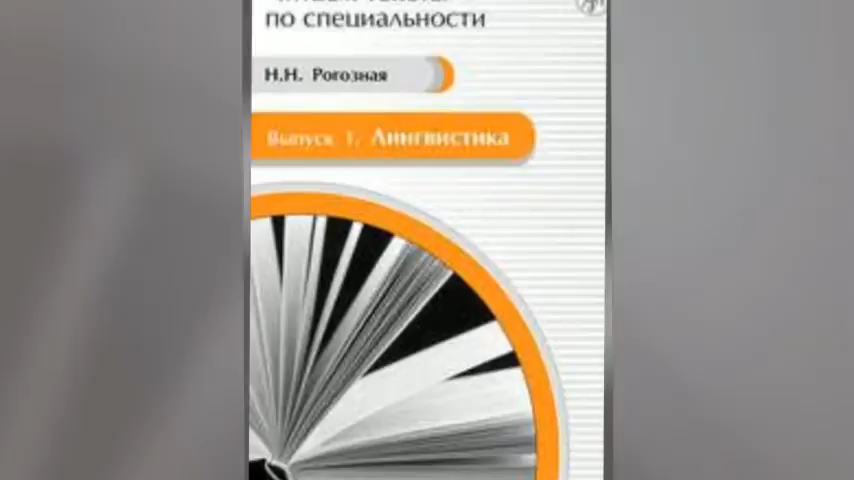 по специальности
Н.Н. Рогозная
Выпуск 1. Лингвистика